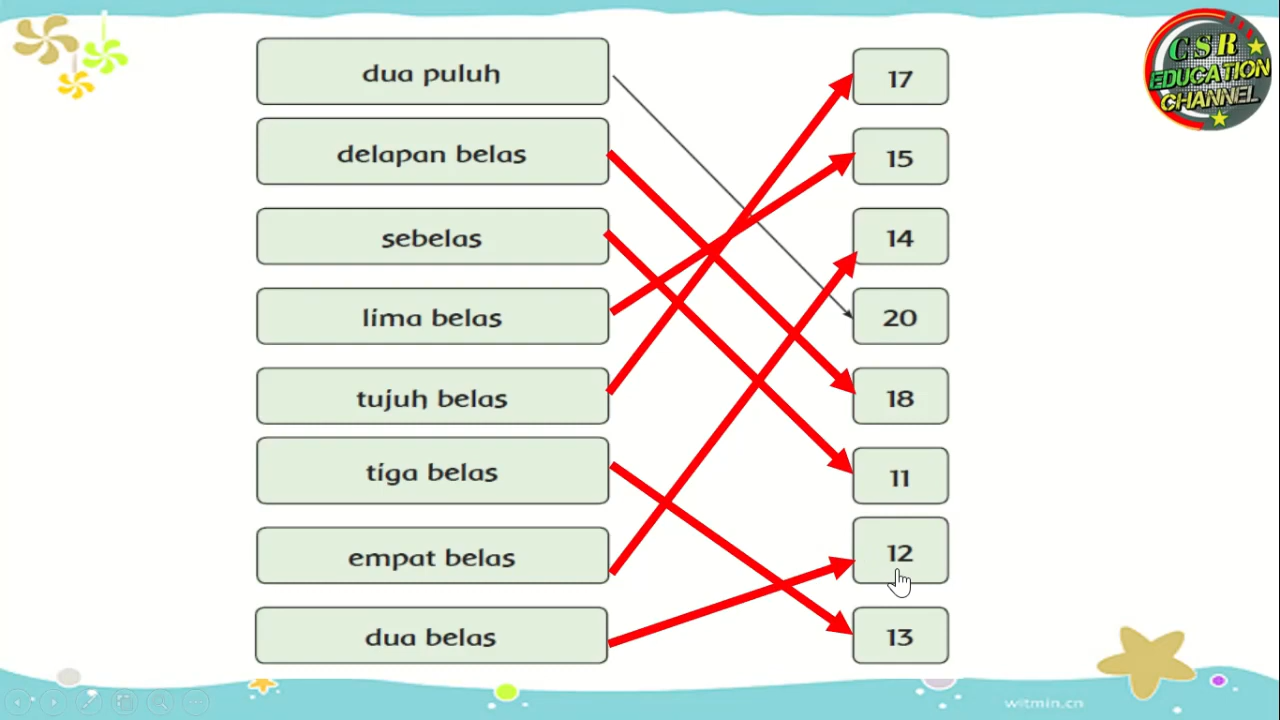 dua puluh
17
delapan belas
15
sebelas
14
lima belas
20
tujuh belas
18
tiga belas
11
empat belas
12
dua belas
13
CSR
EDUCATION
CHANNEL
witmin.cn